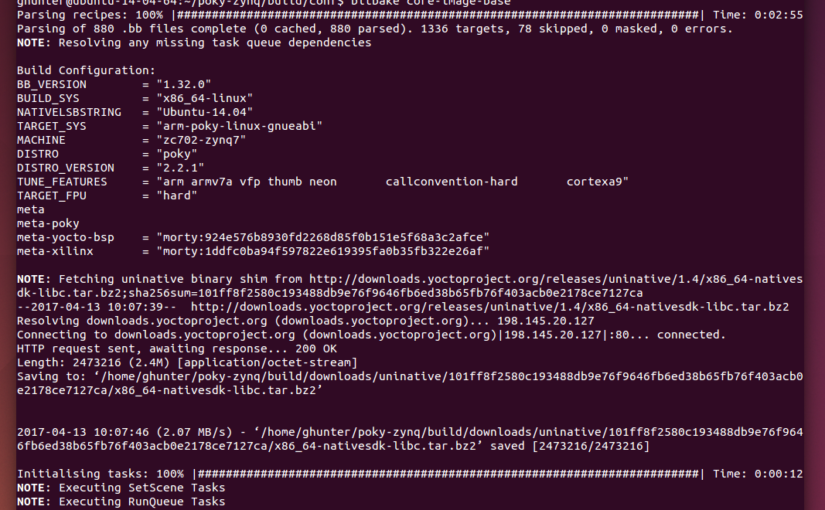 ghunter@ubuntu-14-04-04:~/poky-zynq/build/conf$ bitbake core-image-base
Parsing recipes: 100% |###########################################################################| Time: 0:02:55
Parsing of 880 .bb files complete (0 cached, 880 parsed). 1336 targets, 78 skipped, 0 masked, 0 errors.
NOTE: Resolving any missing task queue dependencies
Build Configuration:
BB_VERSION        = "1.32.0"
BUILD_SYS         = "x86_64-linux"
NATIVELSBSTRING   = "Ubuntu-14.04"
TARGET_SYS        = "arm-poky-linux-gnueabi"
MACHINE           = "zc702-zynq7"
DISTRO            = "poky"
DISTRO_VERSION    = "2.2.1"
TUNE_FEATURES     = "arm armv7a vfp thumb neon       callconvention-hard       cortexa9"
TARGET_FPU        = "hard"
meta
meta-poky
meta-yocto-bsp    = "morty:924e576b8930fd2268d85f0b151e5f68a3c2afce"
meta-xilinx       = "morty:1ddfc0ba94f597822e619395fa0b35fb322e26af"
NOTE: Fetching uninative binary shim from http://downloads.yoctoproject.org/releases/uninative/1.4/x86_64-natives
dk-libc.tar.bz2;sha256sum=101ff8f2580c193488db9e76f9646fb6ed38b65fb76f403acb0e2178ce7127ca
--2017-04-13 10:07:39--  http://downloads.yoctoproject.org/releases/uninative/1.4/x86_64-nativesdk-libc.tar.bz2
Resolving downloads.yoctoproject.org (downloads.yoctoproject.org)... 198.145.20.127
Connecting to downloads.yoctoproject.org (downloads.yoctoproject.org)|198.145.20.127|:80... connected.
HTTP request sent, awaiting response... 200 OK
Length: 2473216 (2.4M) [application/octet-stream]
Saving to: ‘/home/ghunter/poky-zynq/build/downloads/uninative/101ff8f2580c193488db9e76f9646fb6ed38b65fb76f403acb0
e2178ce7127ca/x86_64-nativesdk-libc.tar.bz2’
2017-04-13 10:07:46 (2.07 MB/s) - ‘/home/ghunter/poky-zynq/build/downloads/uninative/101ff8f2580c193488db9e76f964
6fb6ed38b65fb76f403acb0e2178ce7127ca/x86_64-nativesdk-libc.tar.bz2’ saved [2473216/2473216]
Initialising tasks: 100% |########################################################################| Time: 0:00:12
NOTE: Executing SetScene Tasks
NOTE: Executing RunQueue Tasks